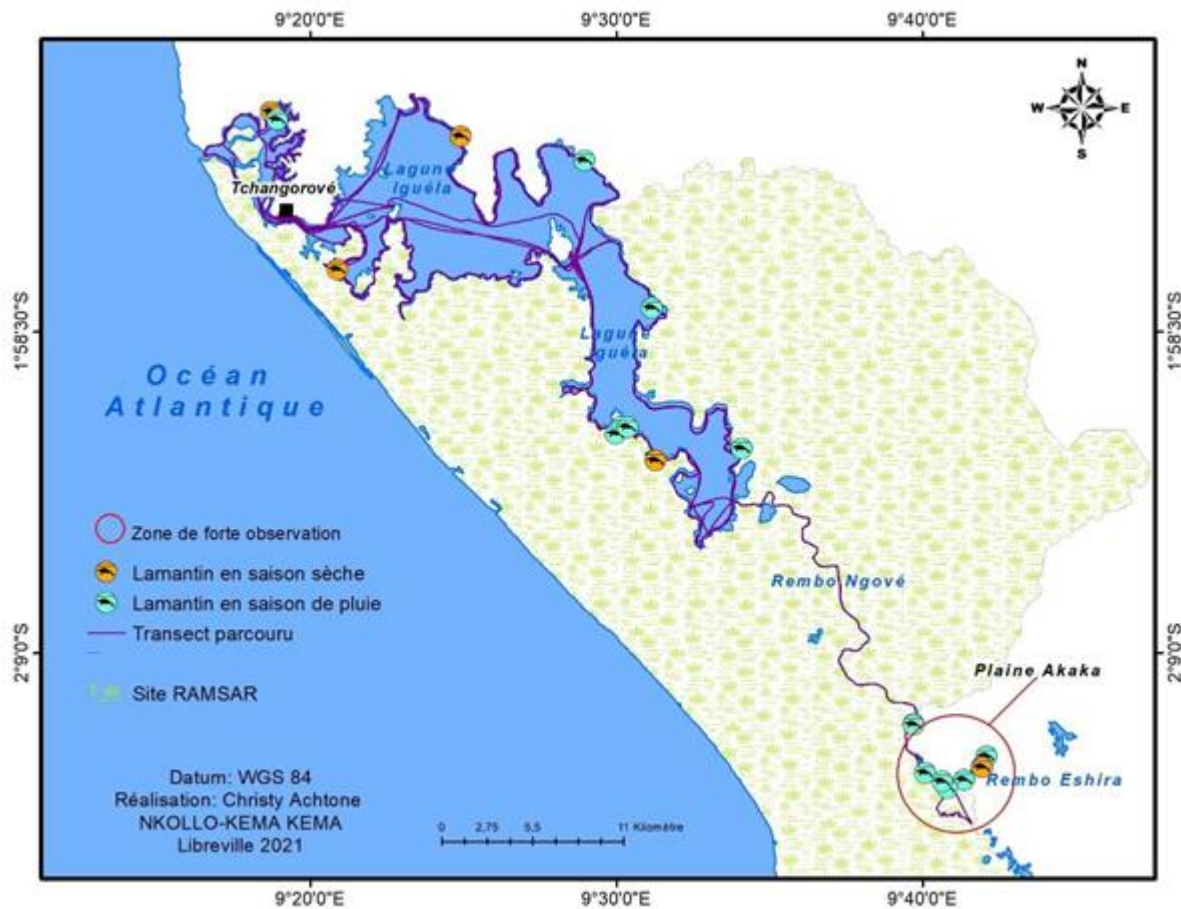 9°20'0"E
9°30'0"E
9°40'0"E
N
W
E
S
Lagune
Iguéla
Tchangorové
1°58'30"S
1°58'30"S
Lagune
Iguéla
Océan
Atlantique
Zone de forte observation
Lamantin en saison sèche
Lamantin en saison de pluie
Transect parcouru
Site RAMSAR
Rembo Ngové
2°9'0"S
2°9'0"S
Plaine Akaka
Rembo Eshira
Datum: WGS 84
Réalisation: Christy Achtone
NKOLLO-KEMA KEMA
Libreville 2021
0 2,75 5,5 11 Kilomètre
9°20'0"E
9°30'0"E
9°40'0"E